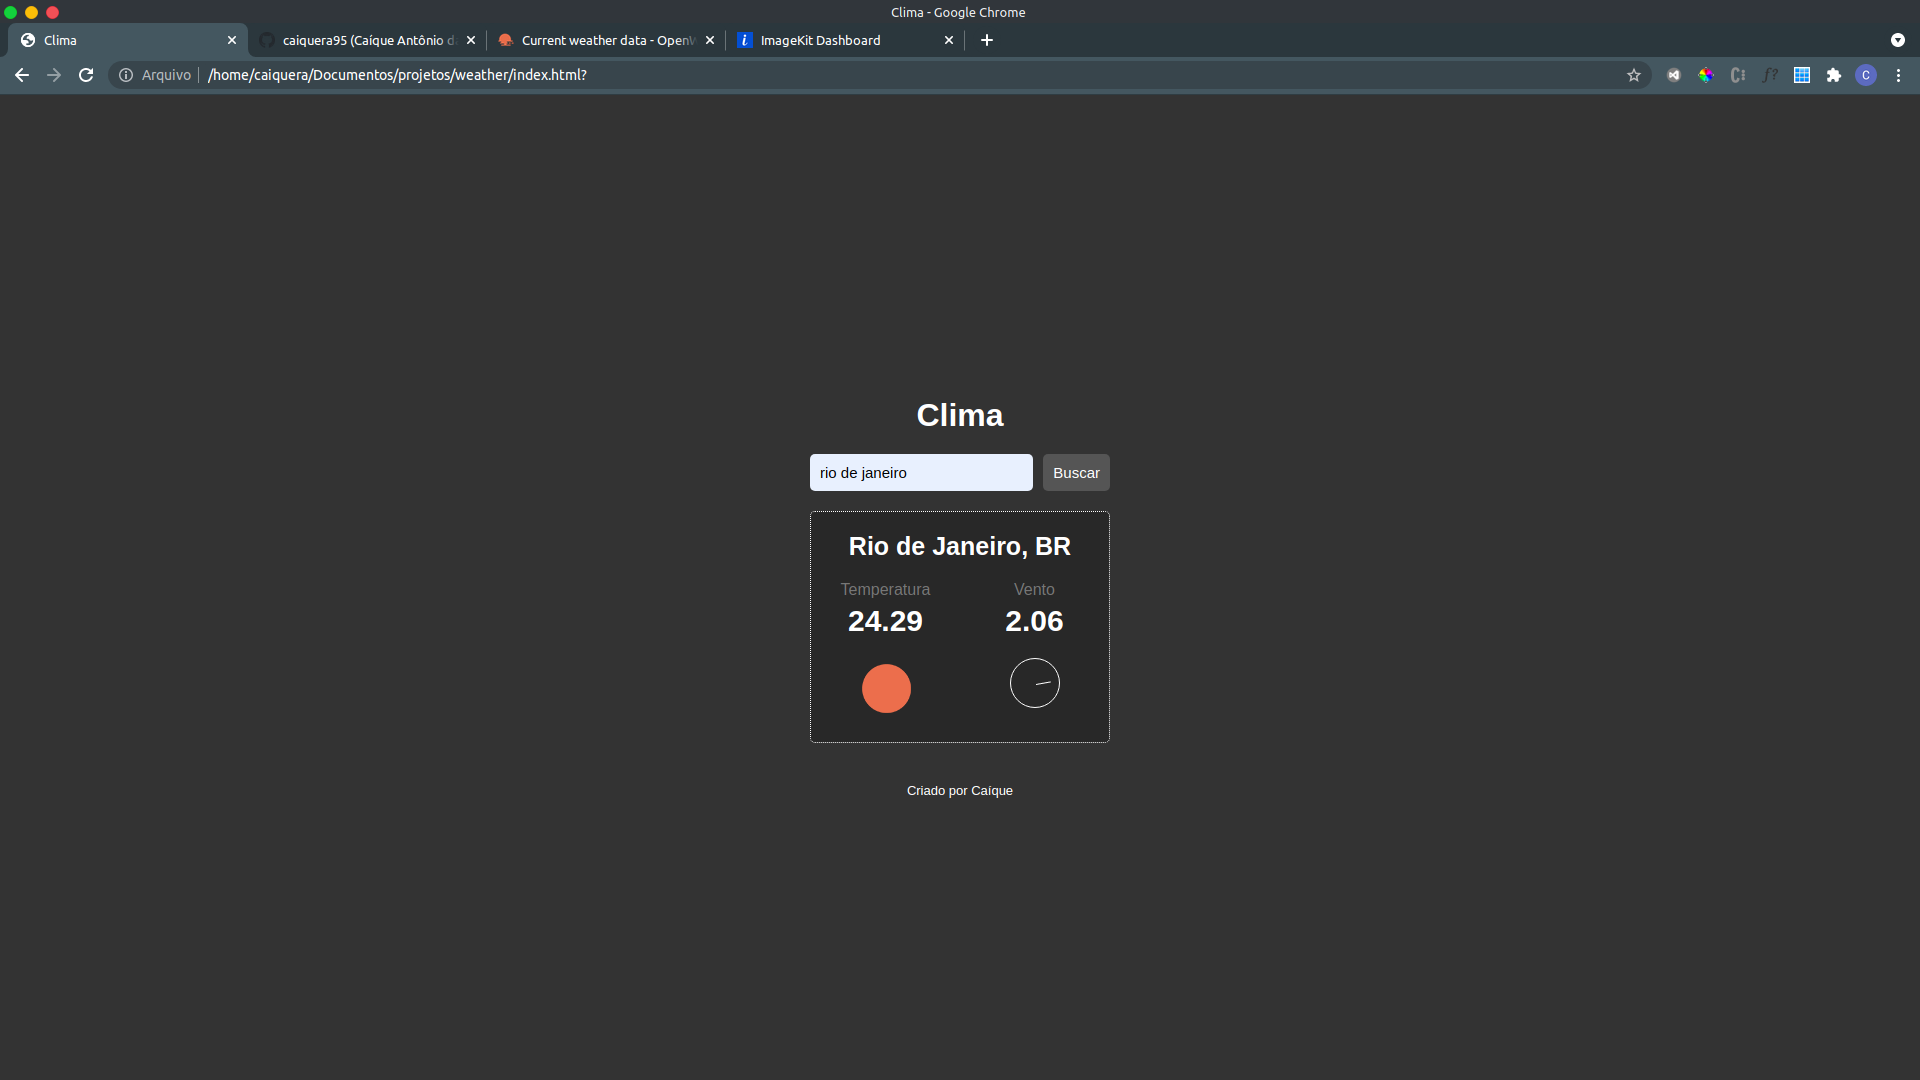 Clima - Google Chrome
Clima
caiquera95 (Caíque Antônio d
Current weather data - Open
ImageKit Dashboard
Arquivo
/home/caiquera/Documentos/projetos/weather/index.html?
f?
C
Clima
rio de janeiro
Buscar
Rio de Janeiro, BR
Temperatura
Vento
24.29
2.06
Criado por Caíque